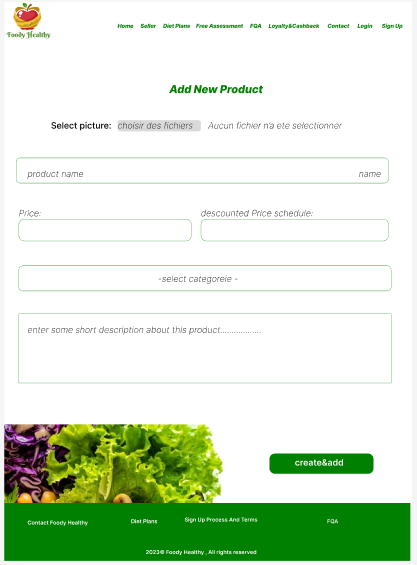 Foody Healthy
Home Seller Diet Plans Free Assessment FQA Loyalty&Cashback Contact Login Sign Up
Add New Product
Select picture: choisir des fichiers Aucun fichier n'a ete selectionner
product name name
Price: descounted Price schedule:
-select categoreie -
enter some short description about this product..................
create&add
Contact Foody Healthy Diet Plans Sign Up Process And Terms FQA
2023© Foody Healthy , All rights reserved